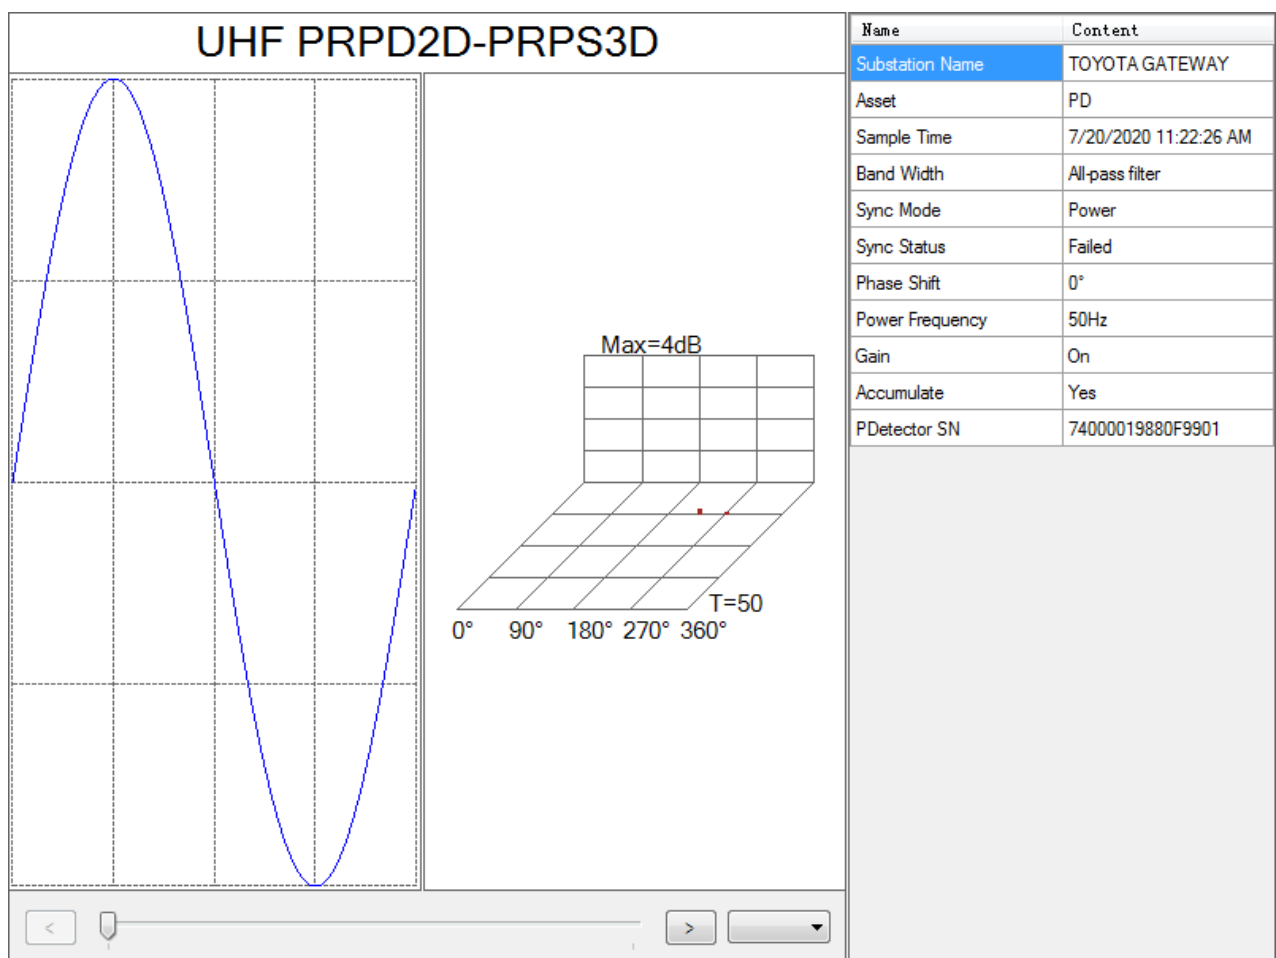 UHF PRPD2D-PRPS3D
Max=4dB
T=50
0° 90° 180° 270° 360°
< >
Name Content
Substation Name TOYOTA GATEWAY
Asset PD
Sample Time 7/20/2020 11:22:26 AM
Band Width All-pass filter
Sync Mode Power
Sync Status Failed
Phase Shift 0°
Power Frequency 50Hz
Gain On
Accumulate Yes
PDetector SN 74000019880F9901